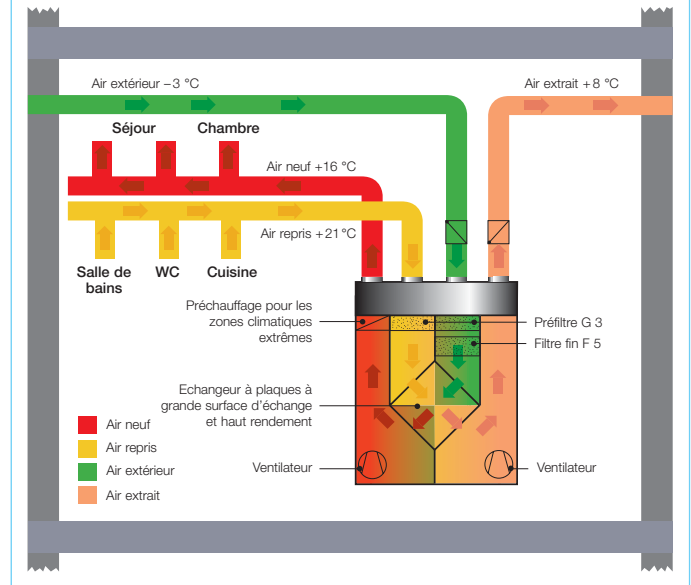 Air extérieur –3 °C
Air extrait +8 °C
Séjour
Chambre
Air neuf +16 °C
Air repris +21°C
Salle de
bains
WC
Cuisine
Préchauffage pour les
zones climatiques
extrêmes
Préfiltre G 3
Filtre fin F 5
Echangeur à plaques à
grande surface d'échange
et haut rendement
Air neuf
Air repris
Air extérieur
Air extrait
Ventilateur
Ventilateur